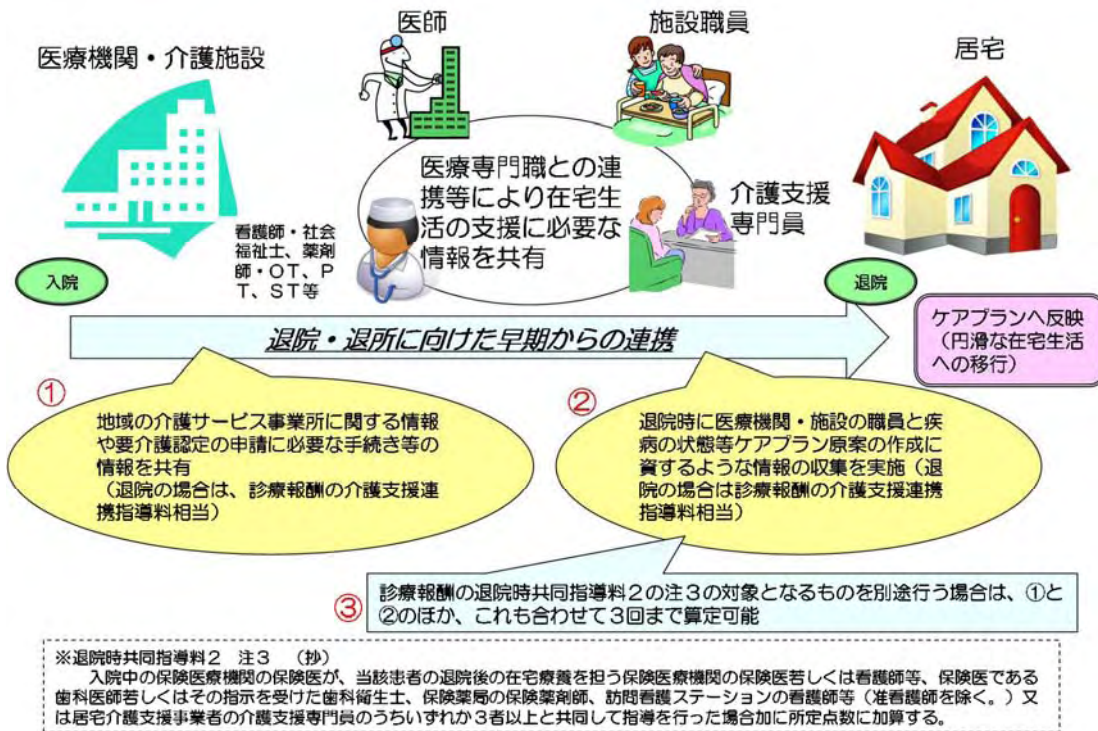 医師
施設職員
医療機関・介護施設
居宅
医療専門職との連
携等により在宅生
活の支援に必要な
情報を共有
介護支援
専門員
看護師・社会
福祉士、薬剤
師・OT、P
T、ST等
入院
退院
退院・退所に向けた早期からの連携
ケアプランへ反映
(円滑な在宅生活
への移行)
①
地域の介護サービス事業所に関する情報
や要介護認定の申請に必要な手続き等の
情報を共有
(退院の場合は、診療報酬の介護支援連
携指導料相当)
②
退院時に医療機関・施設の職員と疾
病の状態等ケアプラン原案の作成に
資するような情報の収集を実施(退
院の場合は診療報酬の介護支援連携
指導料相当)
③
診療報酬の退院時共同指導料2の注3の対象となるものを別途行う場合は、①と
②のほか、これも合わせて3回まで算定可能
※退院時共同指導料2 注3 (抄)
入院中の保険医療機関の保険医が、当該患者の退院後の在宅療養を担う保険医療機関の保険医若しくは看護師等、保険医である
歯科医師若しくはその指示を受けた歯科衛生士、保険薬局の保険薬剤師、訪問看護ステーションの看護師等(准看護師を除く。)又
は居宅介護支援事業者の介護支援専門員のうちいずれか3者以上と共同して指導を行った場合加に所定点数に加算する。